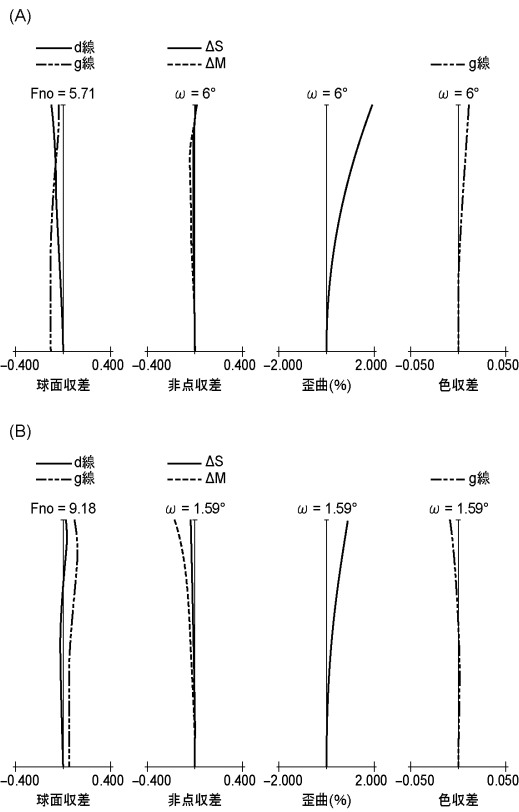 (A)
d線 ΔS
g線 ΔM g線
Fno = 5.71 ω = 6° ω = 6° ω = 6°
−0.400 0.400 −0.400 0.400 −2.000 2.000 −0.050 0.050
球面収差 非点収差 歪曲(%) 色収差
(B)
d線 ΔS
g線 ΔM g線
Fno = 9.18 ω = 1.59° ω = 1.59° ω = 1.59°
−0.400 0.400 −0.400 0.400 −2.000 2.000 −0.050 0.050
球面収差 非点収差 歪曲(%) 色収差